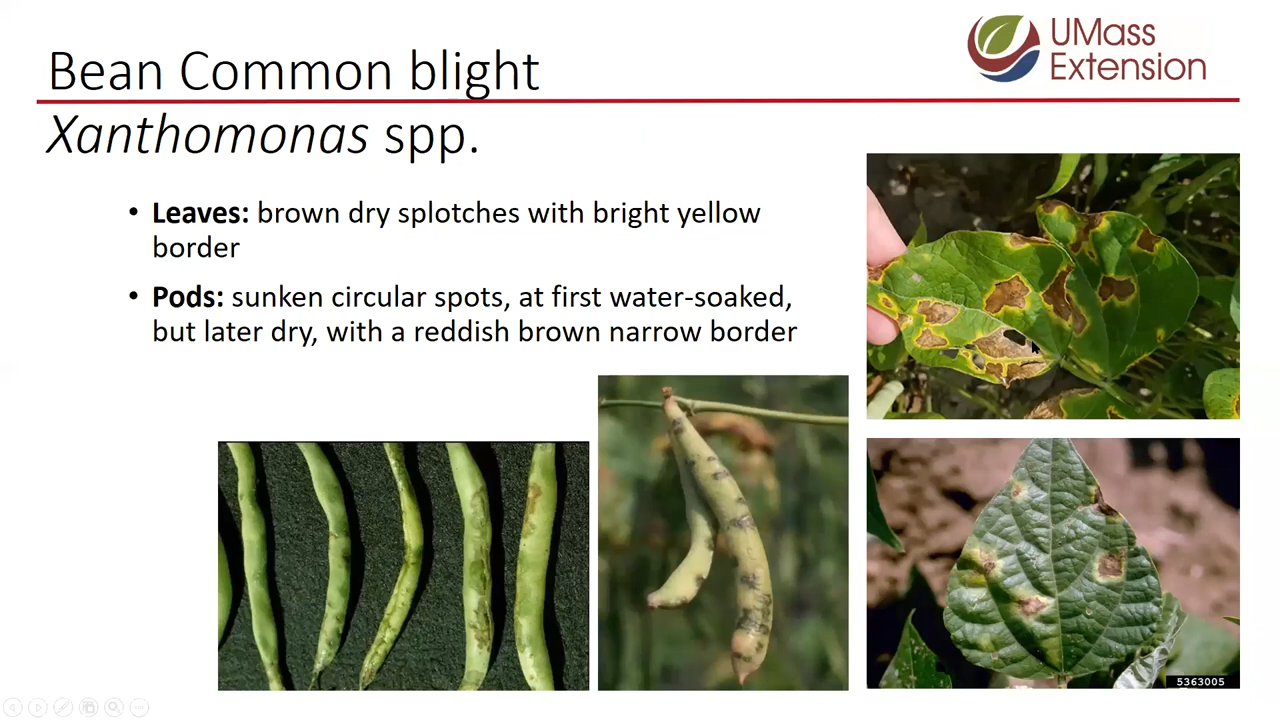 Bean Common blight
UMass
Extension
Xanthomonas spp.
• Leaves: brown dry splotches with bright yellow
border
• Pods: sunken circular spots, at first water-soaked,
but later dry, with a reddish brown narrow border
5363005